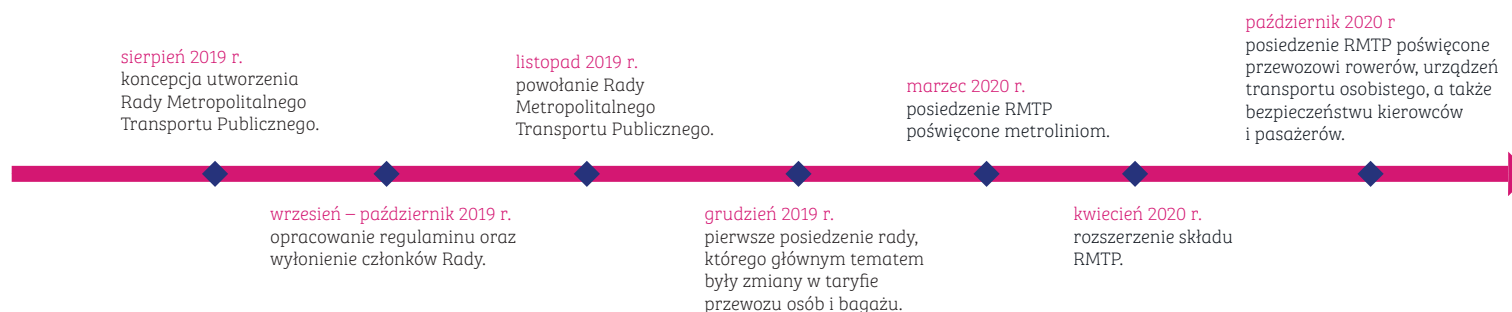 sierpień 2019 r.
koncepcja utworzenia
Rady Metropolitalnego
Transportu Publicznego.
wrzesień – październik 2019 r.
opracowanie regulaminu oraz
wyłonienie członków Rady.
listopad 2019 r.
powołanie Rady
Metropolitalnego
Transportu Publicznego.
grudzień 2019 r.
pierwsze posiedzenie rady,
którego głównym tematem
były zmiany w taryfie
przewozu osób i bagażu.
marzec 2020 r.
posiedzenie RMTP
poświęcone metroliniom.
kwiecień 2020 r.
rozszerzenie składu
RMTP.
październik 2020 r
posiedzenie RMTP poświęcone
przewozowi rowerów, urządzeń
transportu osobistego, a także
bezpieczeństwu kierowców
i pasażerów.